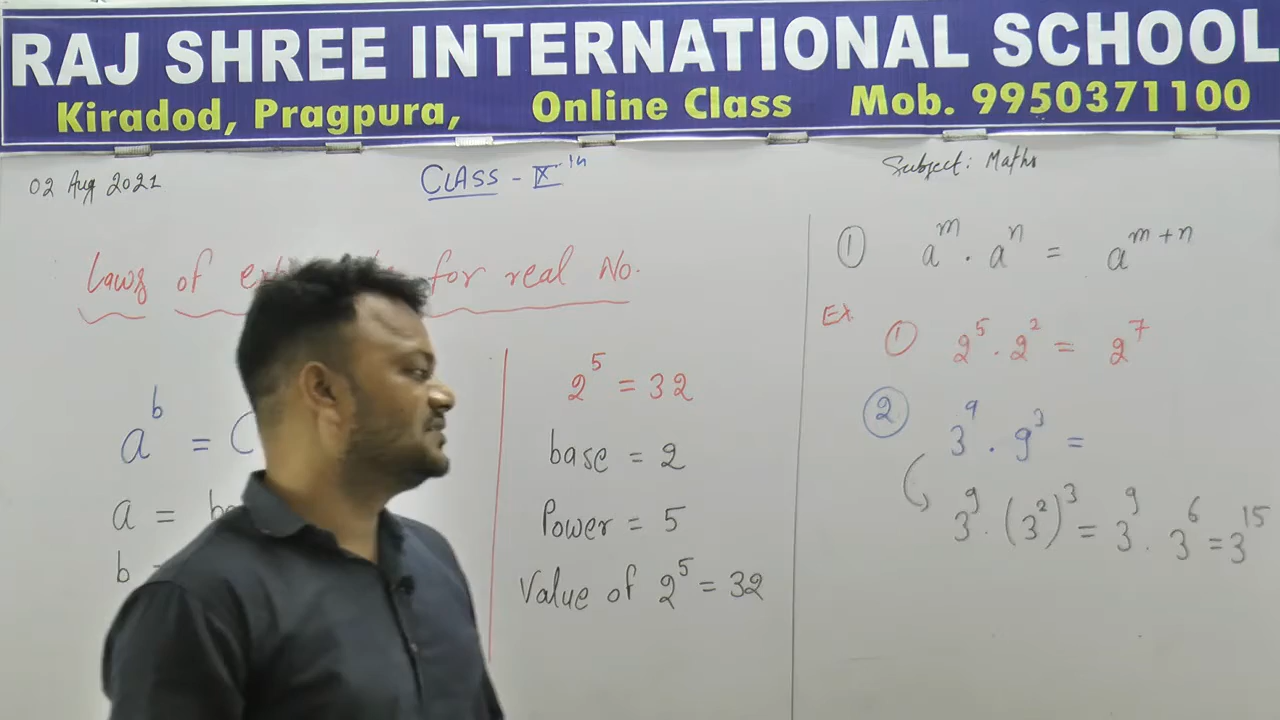 RAJ SHREE INTERNATIONAL SCHOOL
Kiradod, Pragpura, Online Class Mob. 9950371100
02 Aug 2021
CLASS - IX th
Subject: Maths
Laws of for real No.
a^b =
a =
b
2^5 = 32
base = 2
Power = 5
Value of 2^5 = 32
① a^m . a^n = a^(m+n)
Ex.
① 2^5 . 2^2 = 2^7
② 3^9 . 9^3 =
3^9 . (3^2)^3 = 3^9 . 3^6 = 3^15